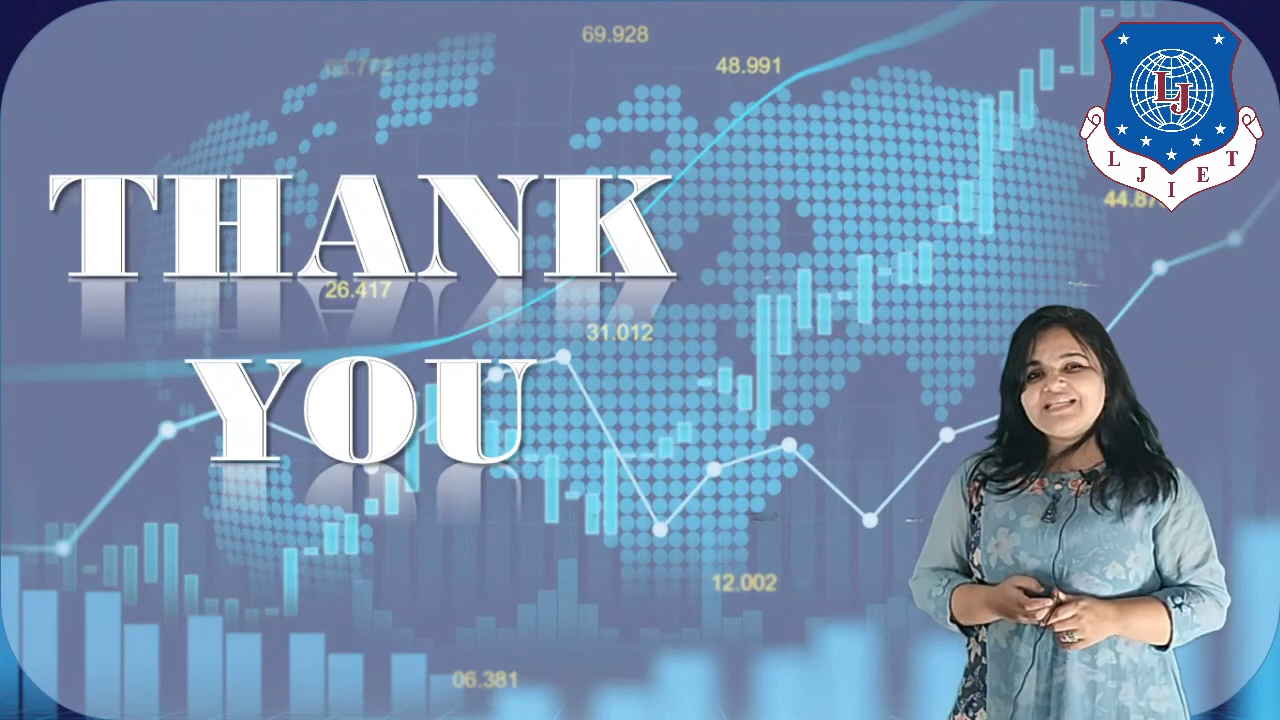 69.928
48.991
LJ
L J I E T
THANK
26.417
31.012
YOU
12.002
06.381